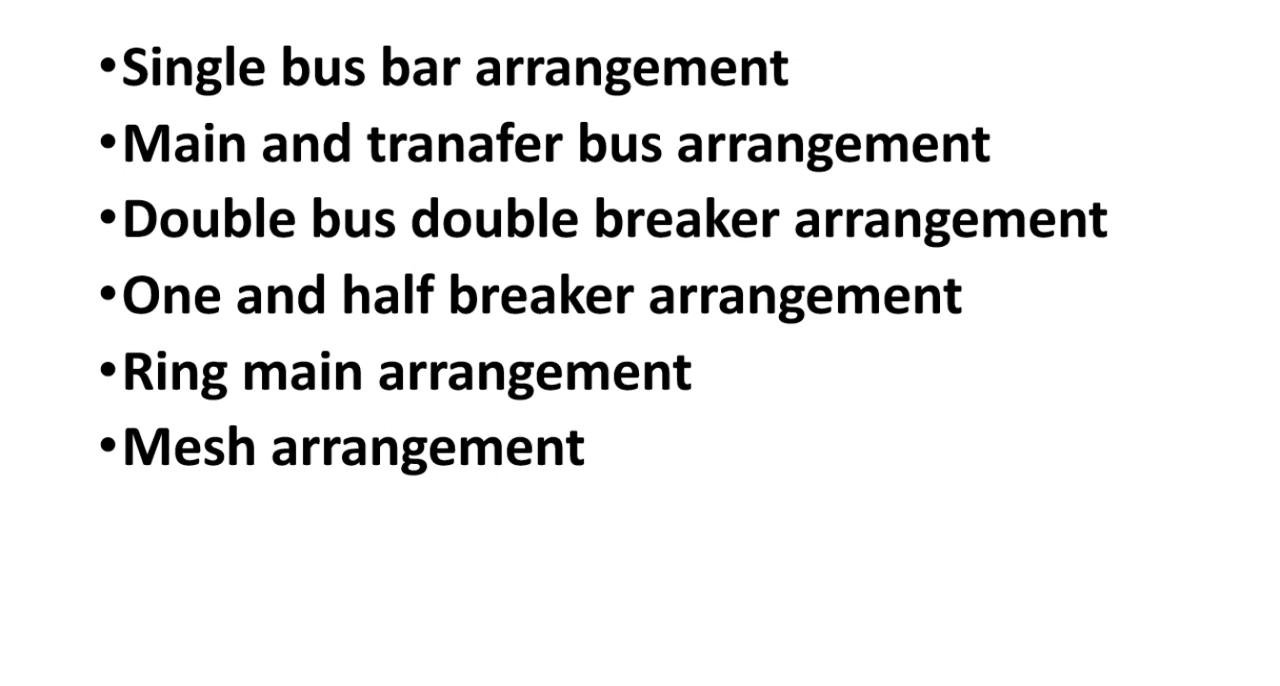 •Single bus bar arrangement
•Main and tranafer bus arrangement
•Double bus double breaker arrangement
•One and half breaker arrangement
•Ring main arrangement
•Mesh arrangement